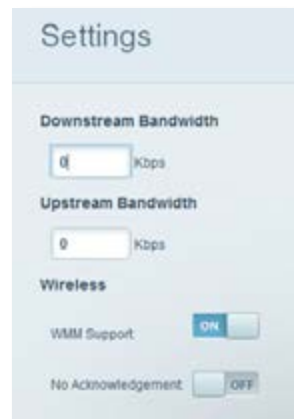 Settings
Downstream Bandwidth
0 Kbps
Upstream Bandwidth
0 Kbps
Wireless
WMM Support ON
No Acknowledgement OFF